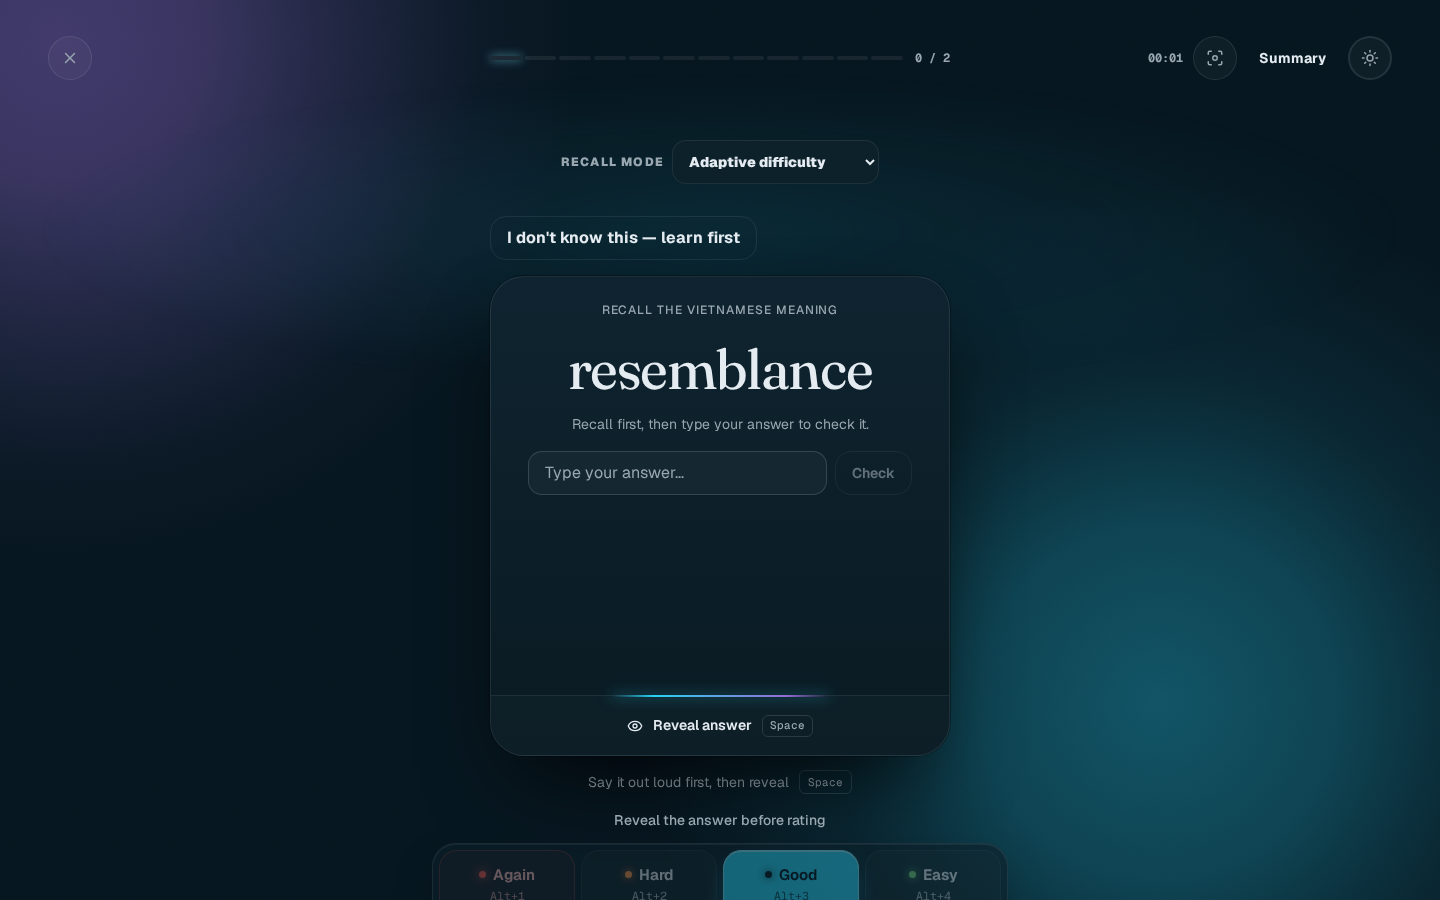 0 / 2
00:01
Summary
RECALL MODE
Adaptive difficulty
I don't know this — learn first
RECALL THE VIETNAMESE MEANING
resemblance
Recall first, then type your answer to check it.
Type your answer...
Check
Reveal answer Space
Say it out loud first, then reveal Space
Reveal the answer before rating
Again
Hard
Good
Easy
Alt+1
Alt+2
Alt+3
Alt+4